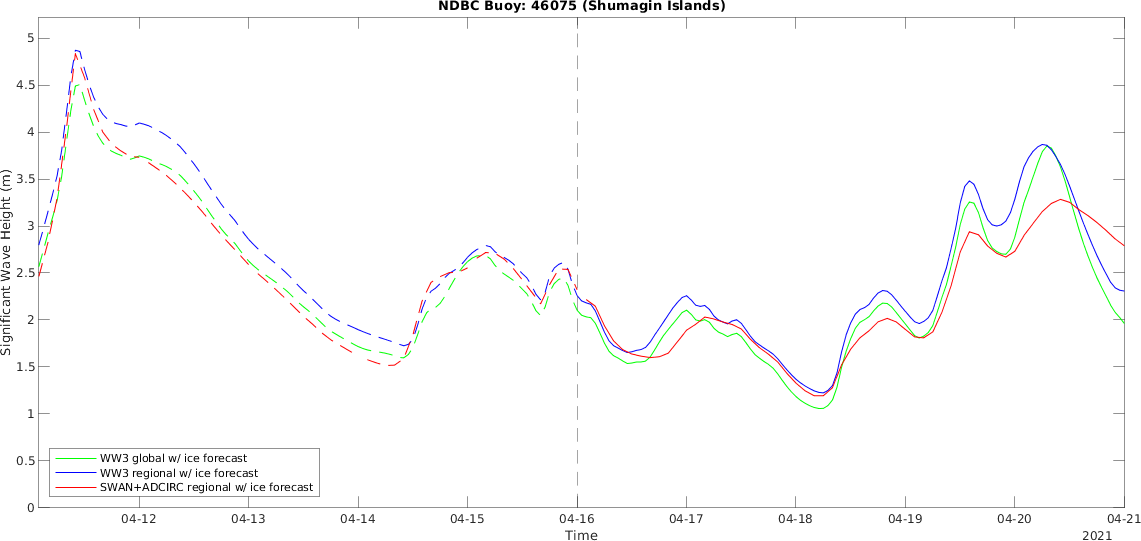 NDBC Buoy: 46075 (Shumagin Islands)
Significant Wave Height (m)
5
4.5
4
3.5
3
2.5
2
1.5
1
0.5
0
WW3 global w/ ice forecast
WW3 regional w/ ice forecast
SWAN+ADCIRC regional w/ ice forecast
04-12 04-13 04-14 04-15 04-16 04-17 04-18 04-19 04-20 04-21
Time
2021